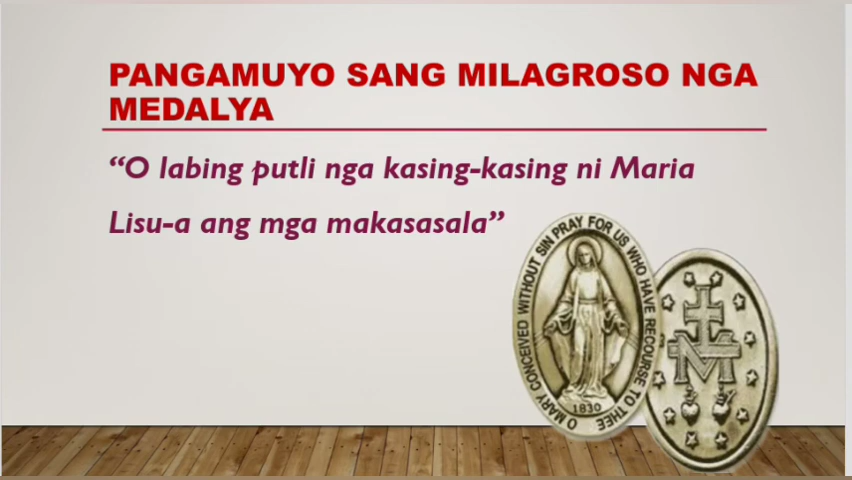 PANGAMUYO SANG MILAGROSO NGA
MEDALYA
“O labing putli nga kasing-kasing ni Maria
Lisu-a ang mga makasasala”
O MARY CONCEIVED WITHOUT SIN PRAY FOR US WHO HAVE RECOURSE TO THEE
1830
M